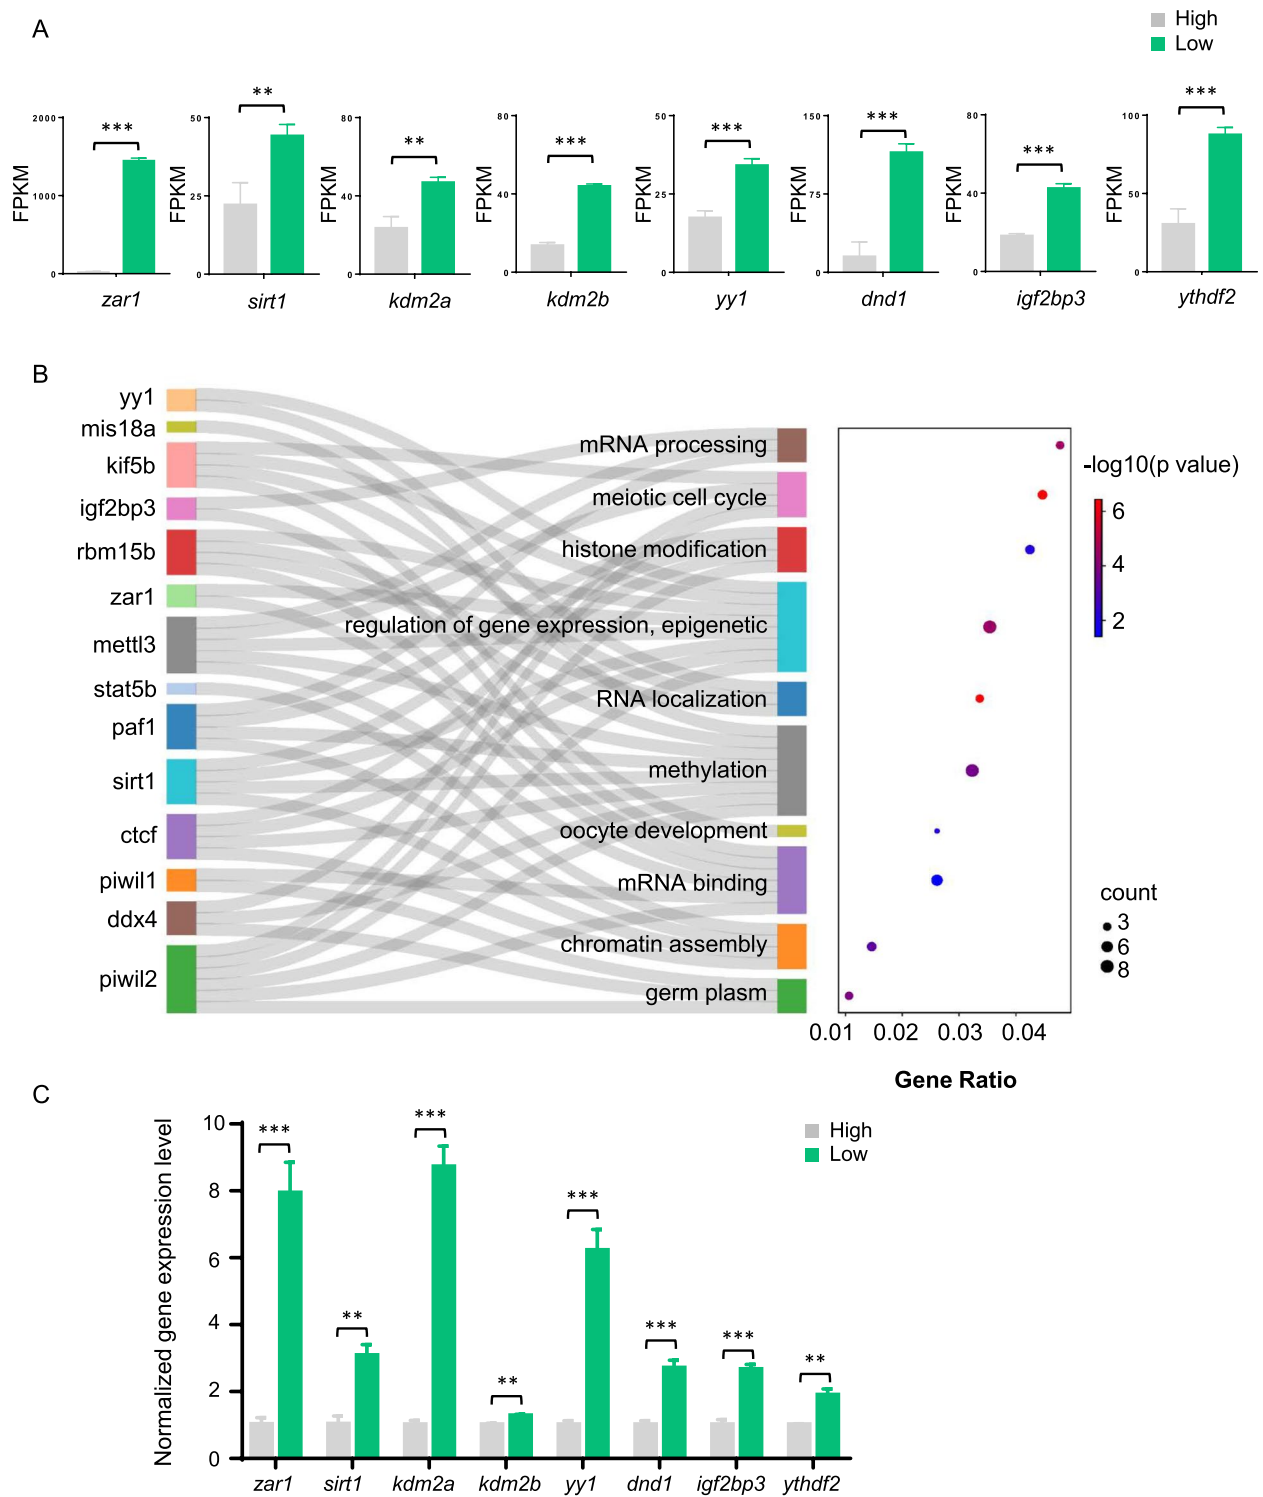 A
High
Low
***
**
**
***
***
***
***
***
FPKM
2000
1000
0
FPKM
50
25
0
FPKM
80
40
0
FPKM
80
40
0
FPKM
50
25
0
FPKM
150
75
0
FPKM
80
40
0
FPKM
100
50
0
zar1
sirt1
kdm2a
kdm2b
yy1
dnd1
igf2bp3
ythdf2
B
yy1
mis18a
kif5b
igf2bp3
rbm15b
zar1
mettl3
stat5b
paf1
sirt1
ctcf
piwil1
ddx4
piwil2
mRNA processing
meiotic cell cycle
histone modification
regulation of gene expression, epigenetic
RNA localization
methylation
oocyte development
mRNA binding
chromatin assembly
germ plasm
-log10(p value)
6
4
2
count
3
6
8
0.01 0.02 0.03 0.04
Gene Ratio
C
Normalized gene expression level
10
8
6
4
2
0
***
**
***
**
***
***
***
**
High
Low
zar1
sirt1
kdm2a
kdm2b
yy1
dnd1
igf2bp3
ythdf2